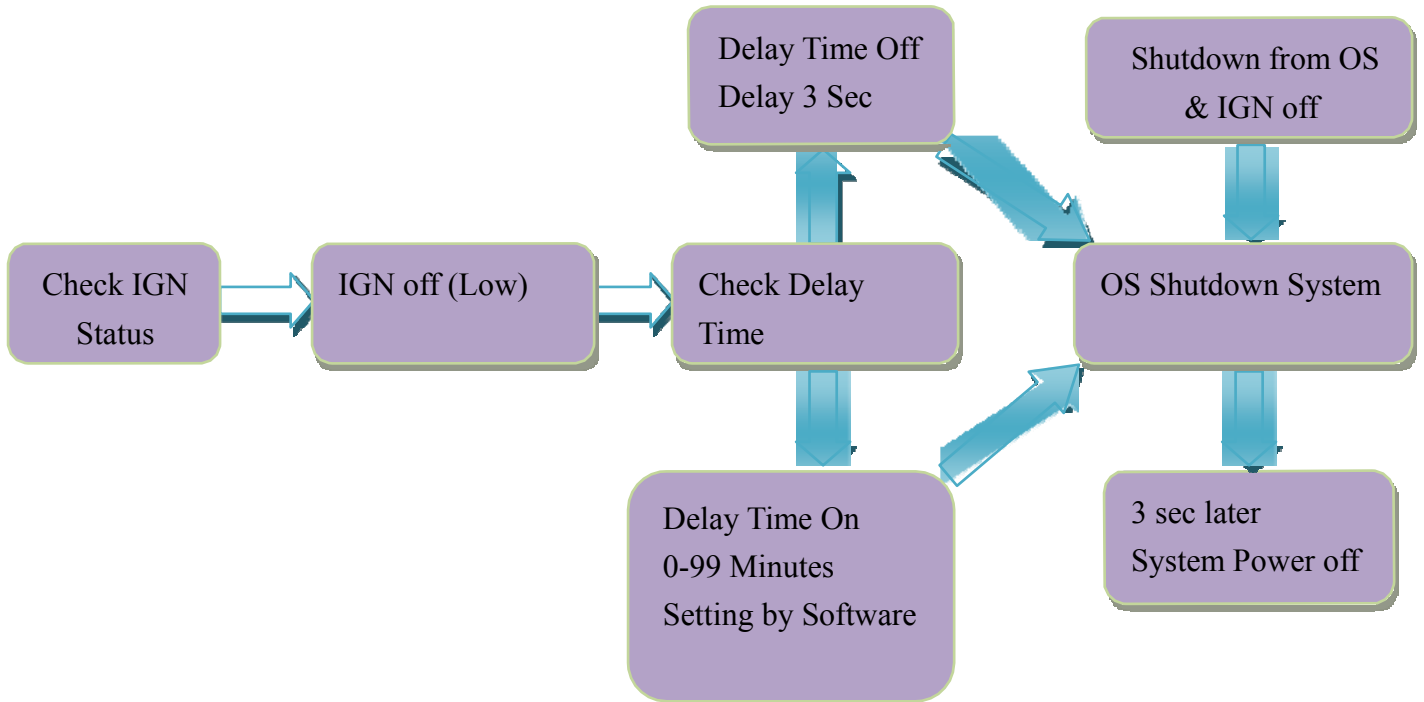 Delay Time Off
Delay 3 Sec
Shutdown from OS
& IGN off
Check IGN
Status
IGN off (Low)
Check Delay
Time
OS Shutdown System
Delay Time On
0-99 Minutes
Setting by Software
3 sec later
System Power off